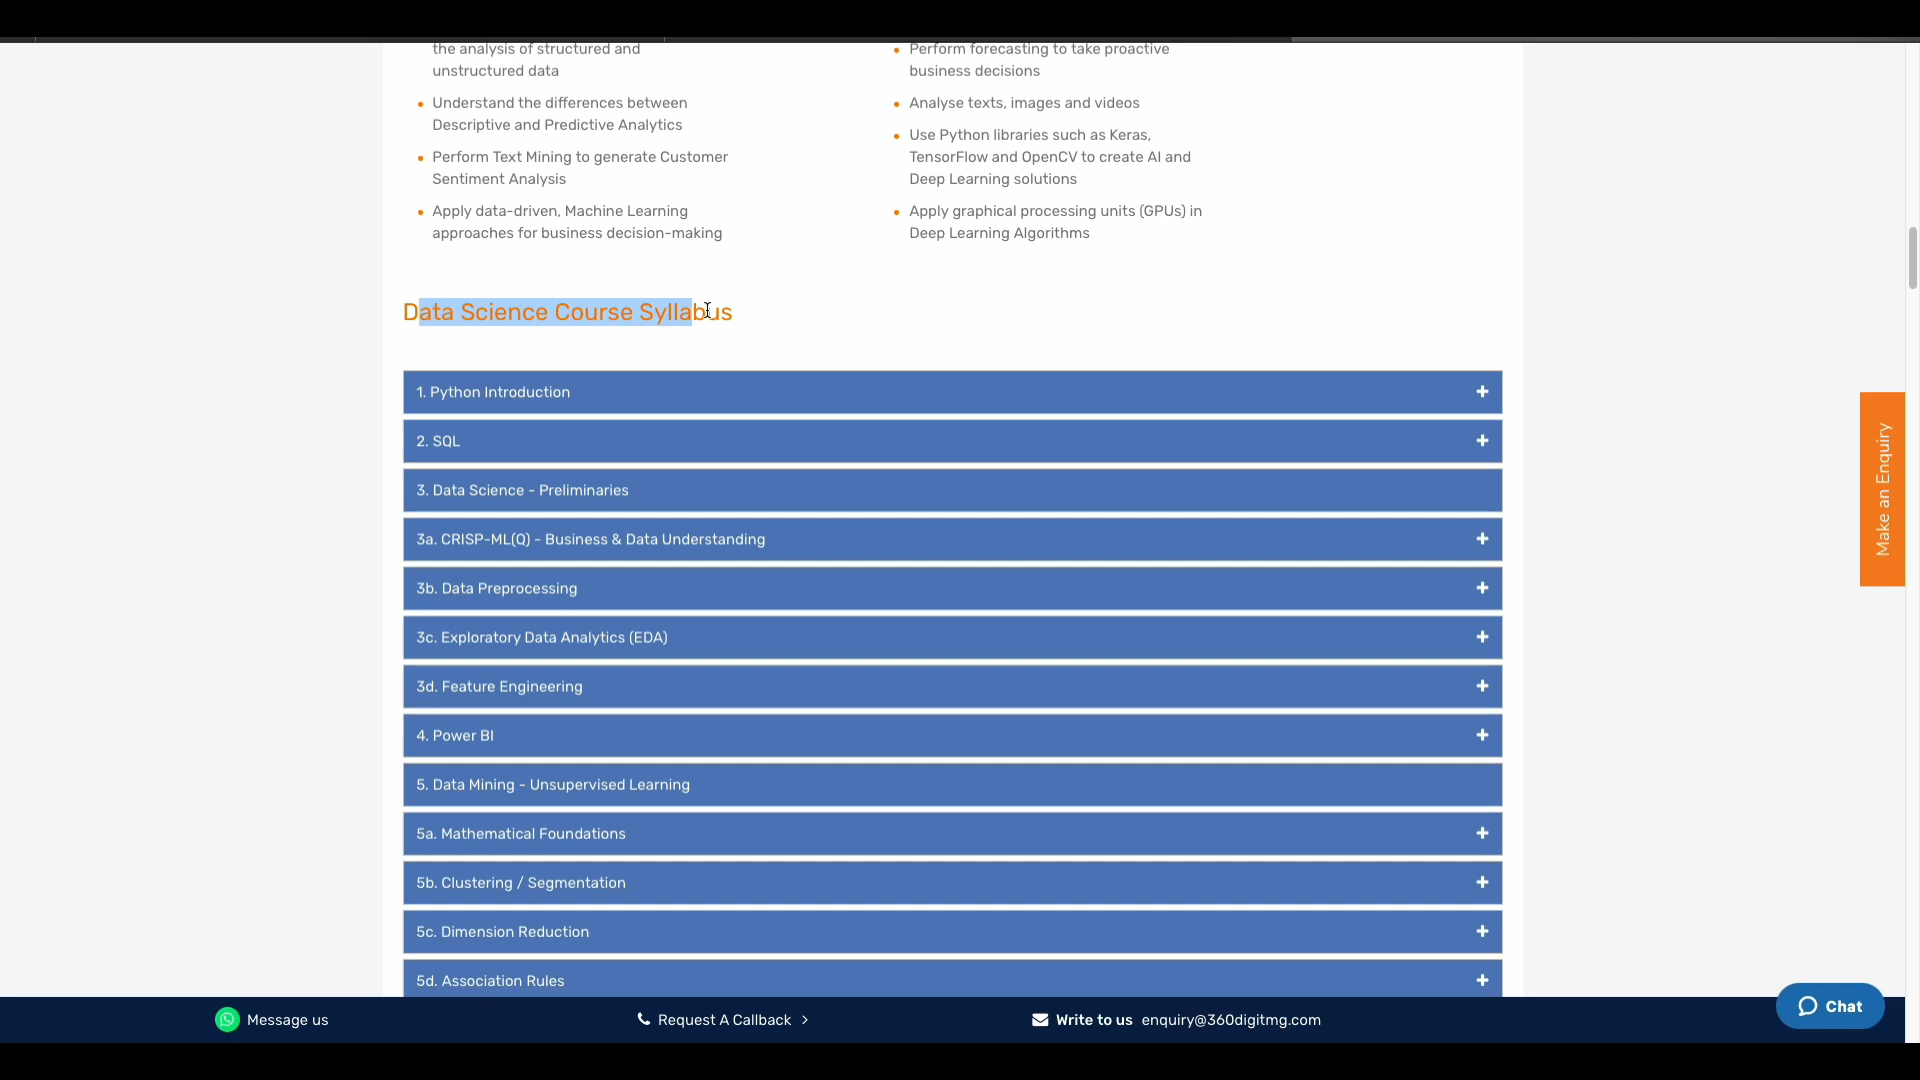 the analysis of structured and
unstructured data
Understand the differences between
Descriptive and Predictive Analytics
Perform Text Mining to generate Customer
Sentiment Analysis
Apply data-driven, Machine Learning
approaches for business decision-making
Perform forecasting to take proactive
business decisions
Analyse texts, images and videos
Use Python libraries such as Keras,
TensorFlow and OpenCV to create AI and
Deep Learning solutions
Apply graphical processing units (GPUs) in
Deep Learning Algorithms
Data Science Course Syllabus
1. Python Introduction
2. SQL
3. Data Science - Preliminaries
3a. CRISP-ML(Q) - Business & Data Understanding
3b. Data Preprocessing
3c. Exploratory Data Analytics (EDA)
3d. Feature Engineering
4. Power BI
5. Data Mining - Unsupervised Learning
5a. Mathematical Foundations
5b. Clustering / Segmentation
5c. Dimension Reduction
5d. Association Rules
Make an Enquiry
Message us
Request A Callback
Write to us enquiry@360digitmg.com
Chat